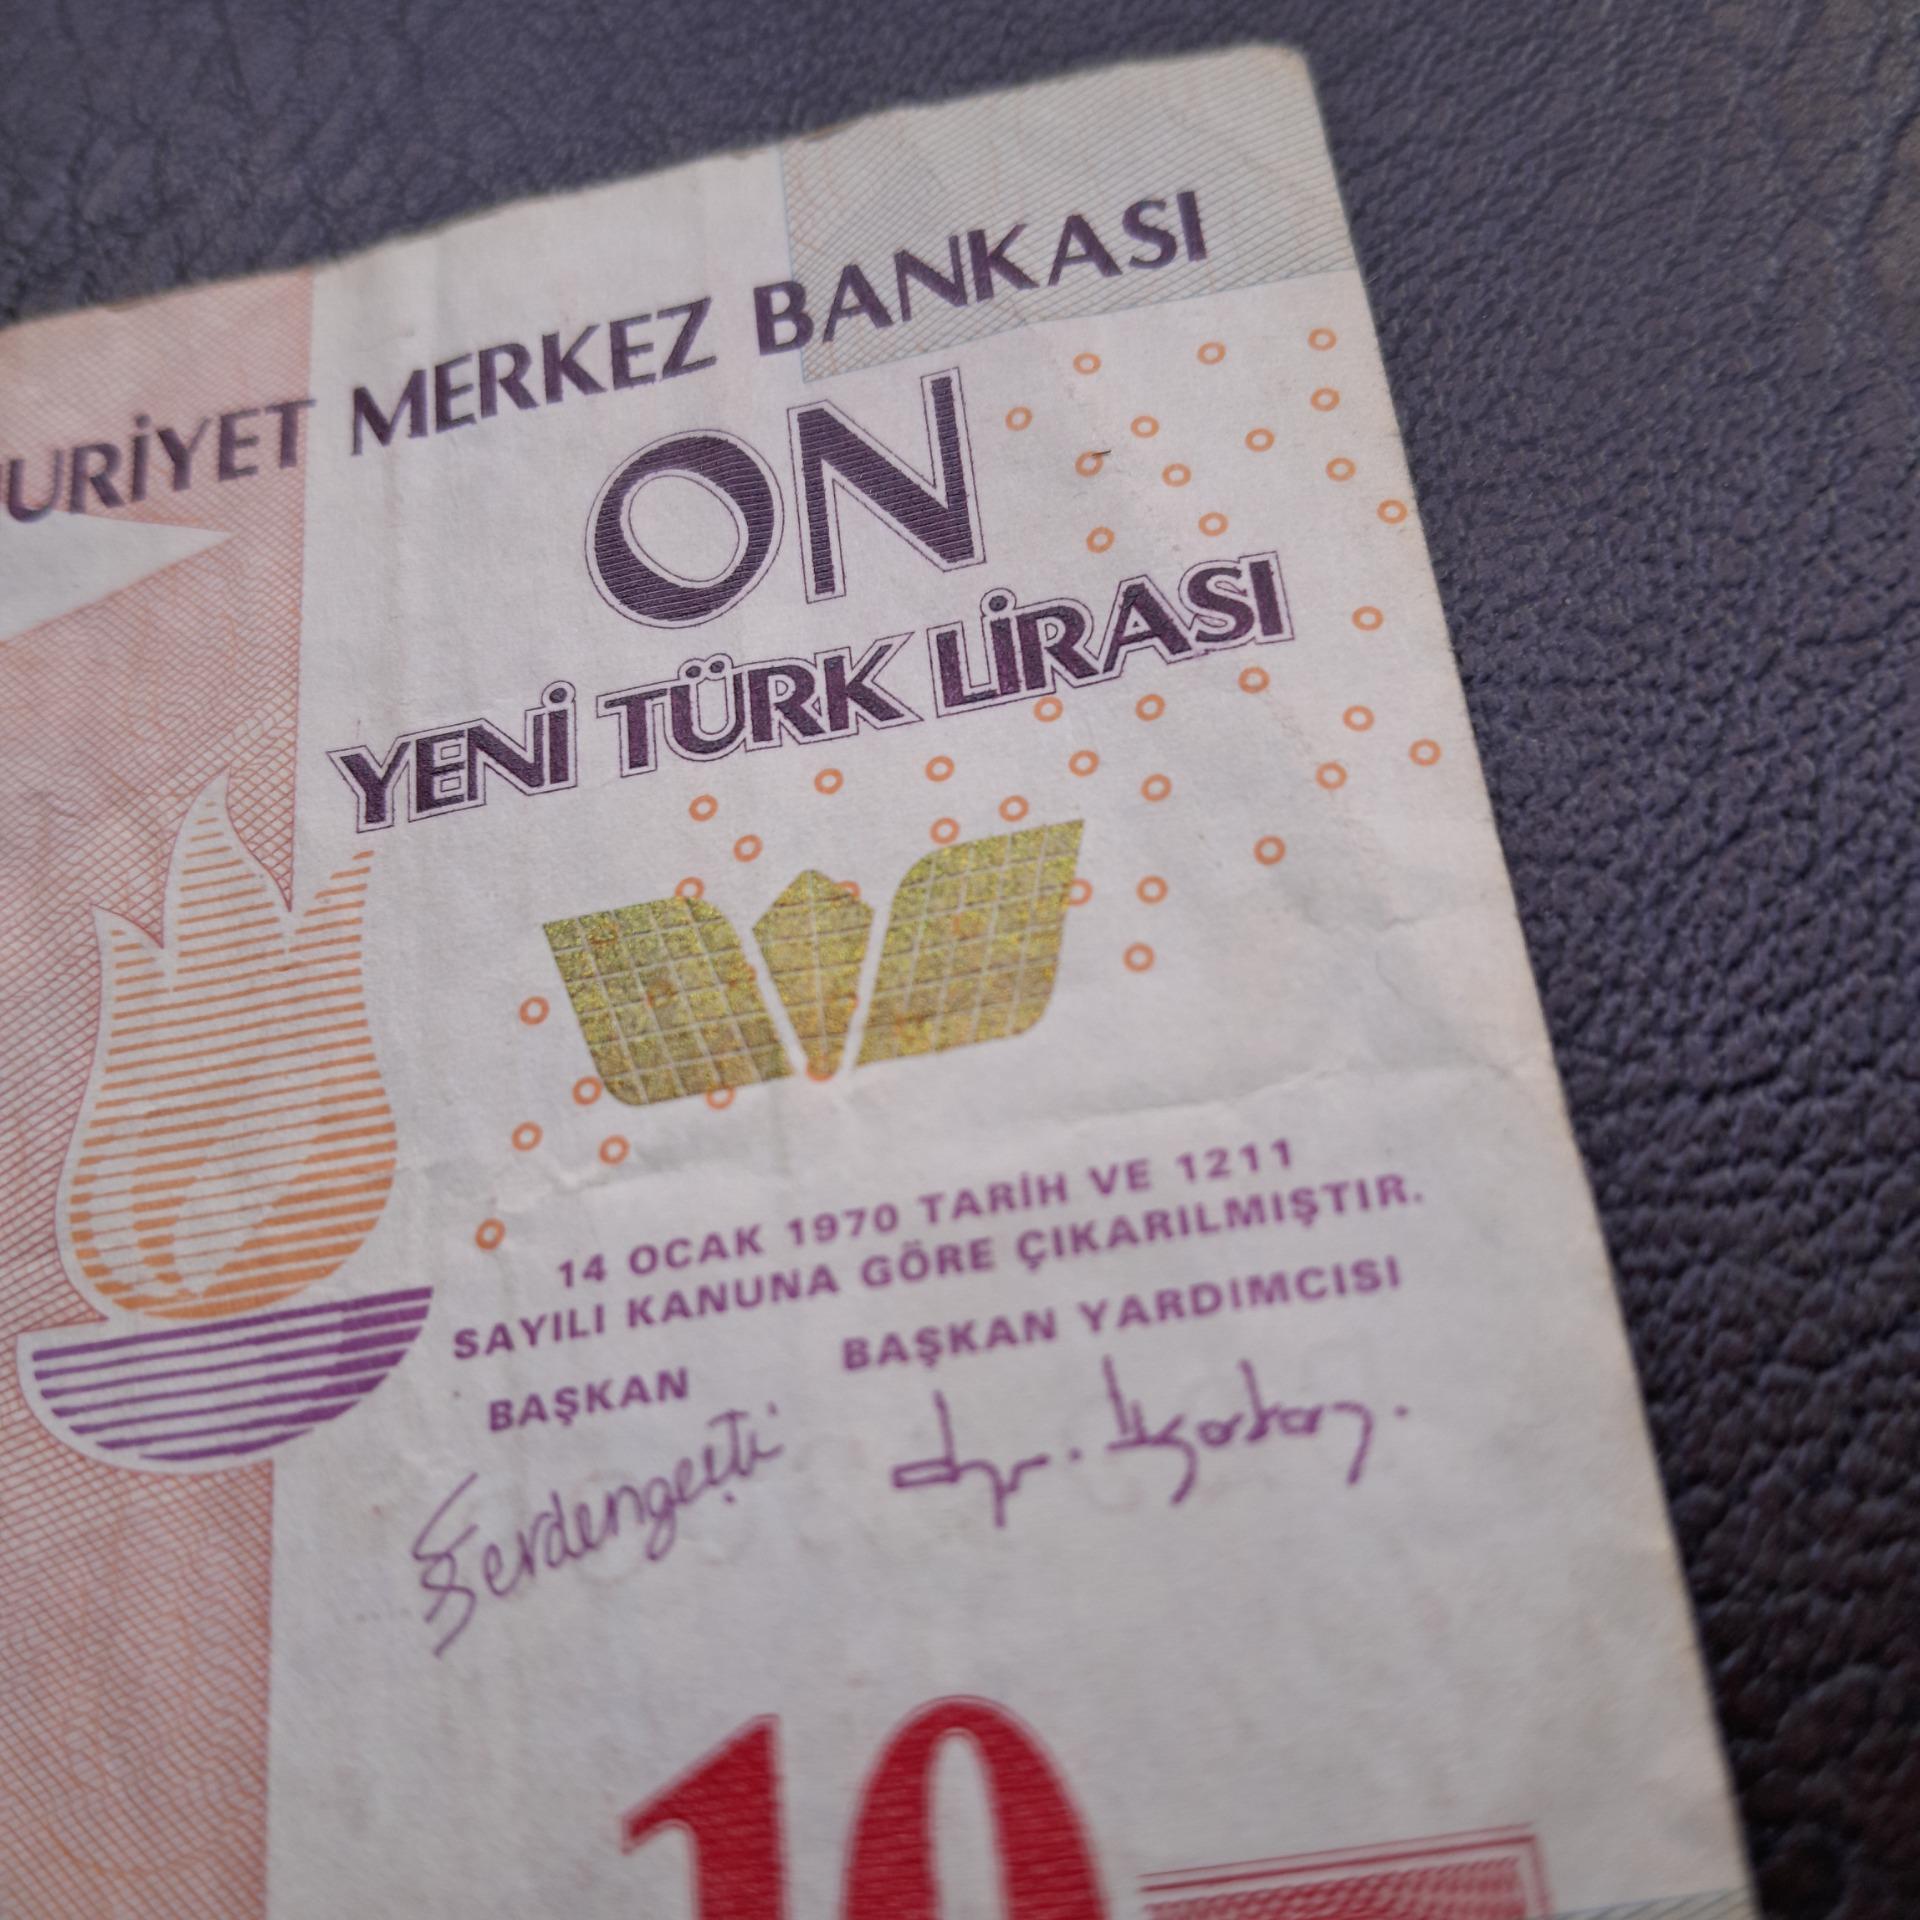 URİYET MERKEZ BANKASI
ON
YENİ TÜRK LİRASI
14 OCAK 1970 TARİH VE 1211
SAYILI KANUNA GÖRE ÇIKARILMIŞTIR.
BAŞKAN BAŞKAN YARDIMCISI
Serdengeçti
10